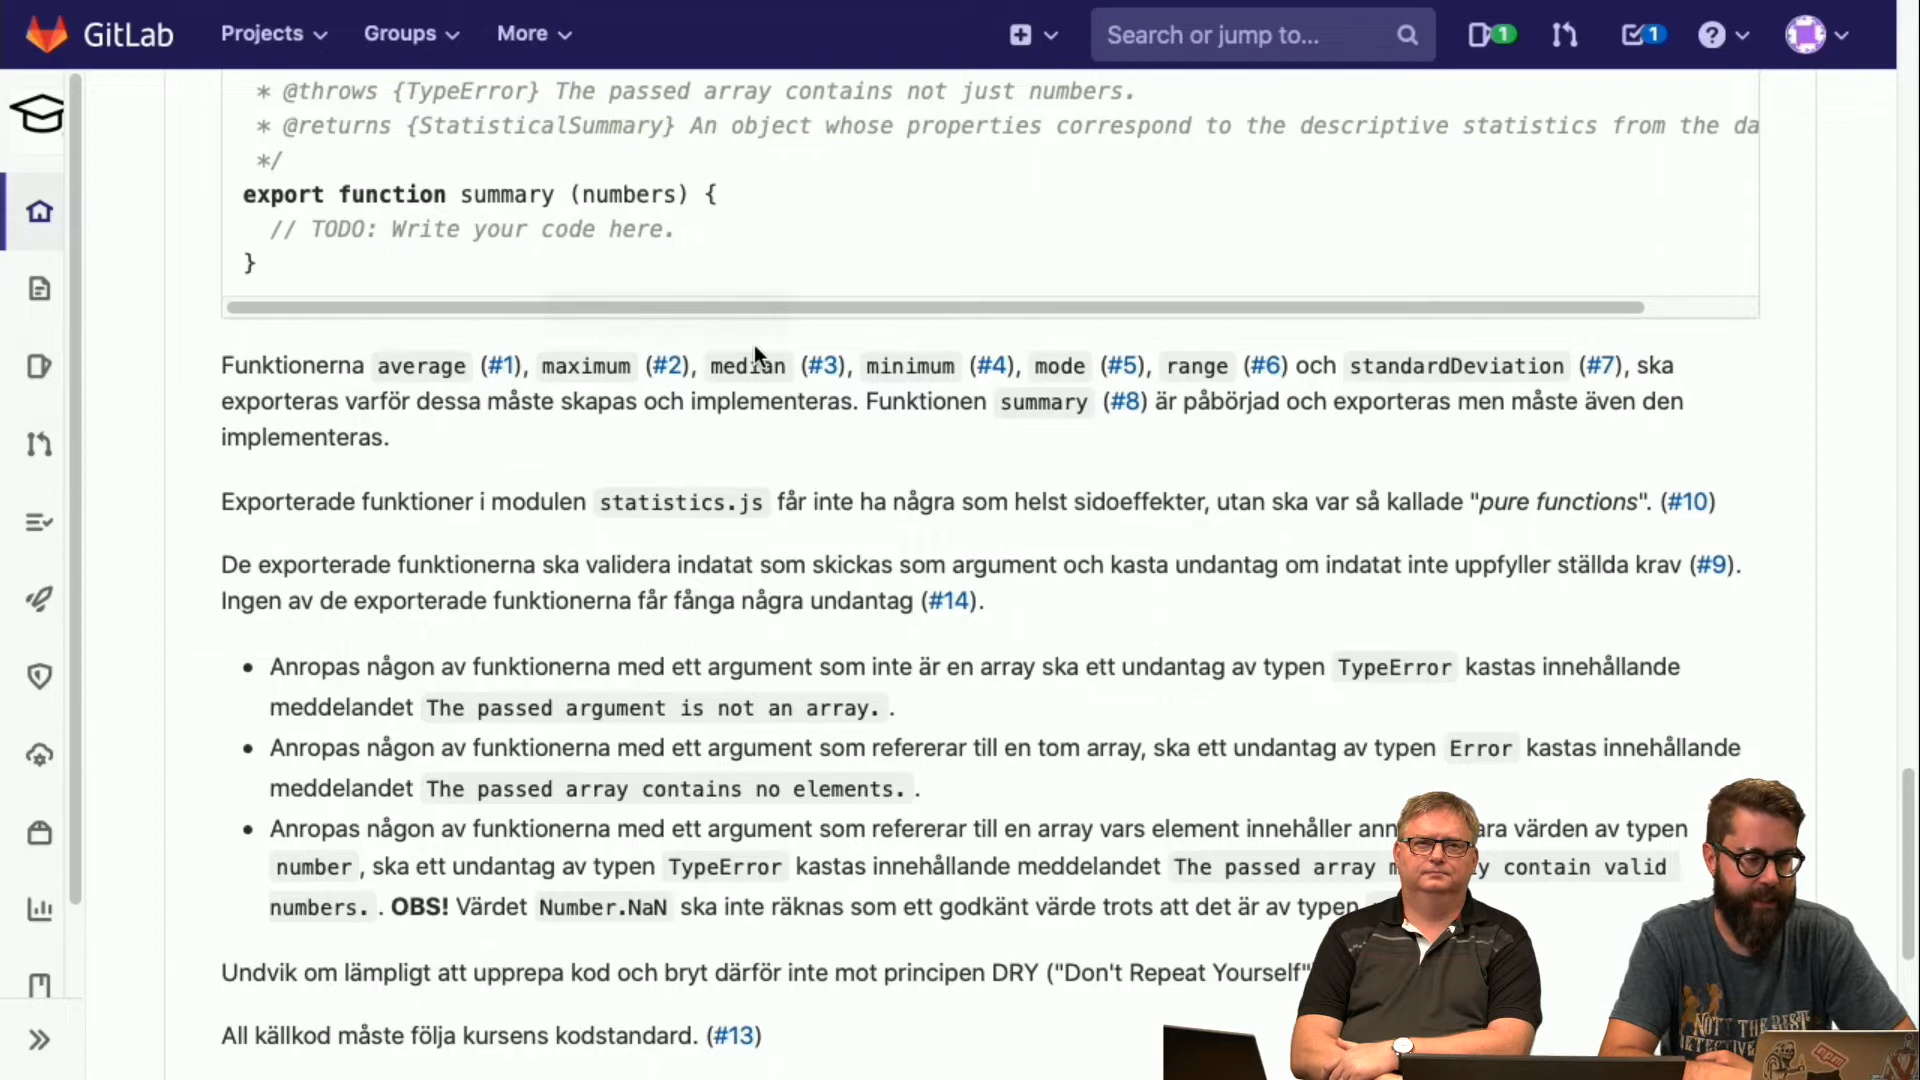 GitLab Projects Groups More Search or jump to... 1 1
* @throws {TypeError} The passed array contains not just numbers.
* @returns {StatisticalSummary} An object whose properties correspond to the descriptive statistics from the da
*/
export function summary (numbers) {
// TODO: Write your code here.
}
Funktionerna average (#1), maximum (#2), median (#3), minimum (#4), mode (#5), range (#6) och standardDeviation (#7), ska
exporteras varför dessa måste skapas och implementeras. Funktionen summary (#8) är påbörjad och exporteras men måste även den
implementeras.
Exporterade funktioner i modulen statistics.js får inte ha några som helst sidoeffekter, utan ska var så kallade "pure functions". (#10)
De exporterade funktionerna ska validera indatat som skickas som argument och kasta undantag om indatat inte uppfyller ställda krav (#9).
Ingen av de exporterade funktionerna får fånga några undantag (#14).
• Anropas någon av funktionerna med ett argument som inte är en array ska ett undantag av typen TypeError kastas innehållande
meddelandet The passed argument is not an array. .
• Anropas någon av funktionerna med ett argument som refererar till en tom array, ska ett undantag av typen Error kastas innehållande
meddelandet The passed array contains no elements. .
• Anropas någon av funktionerna med ett argument som refererar till en array vars element innehåller värden av typen
number, ska ett undantag av typen TypeError kastas innehållande meddelandet The passed array contain valid
numbers. . OBS! Värdet Number.NaN ska inte räknas som ett godkänt värde trots att det är av typen
Undvik om lämpligt att upprepa kod och bryt därför inte mot principen DRY ("Don't Repeat Yourself"
NOT THE BEST
DETECTIVE
All källkod måste följa kursens kodstandard. (#13)